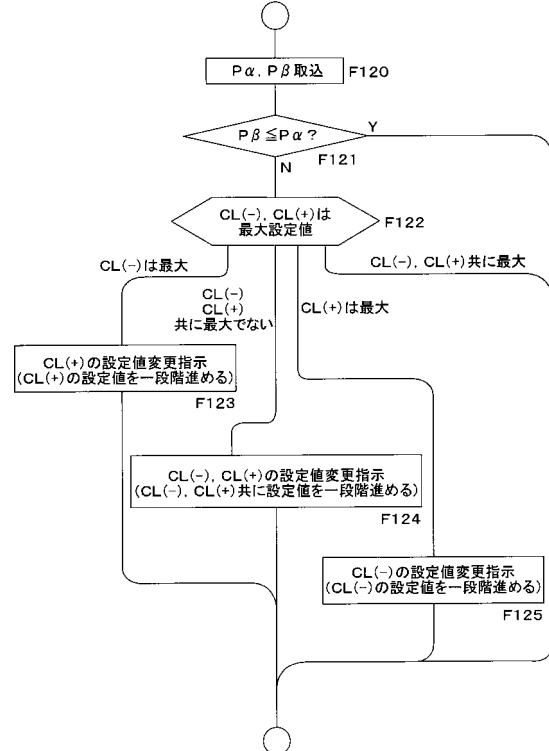 Pα, Pβ取込
F120
Pβ≦Pα?
Y
F121
N
CL(-), CL(+)は
最大設定値
F122
CL(-)は最大
CL(-)
CL(+)
共に最大でない
CL(+)は最大
CL(-), CL(+)共に最大
CL(+)の設定値変更指示
(CL(+)の設定値を一段階進める)
F123
CL(-), CL(+)の設定値変更指示
(CL(-), CL(+)共に設定値を一段階進める)
F124
CL(-)の設定値変更指示
(CL(-)の設定値を一段階進める)
F125